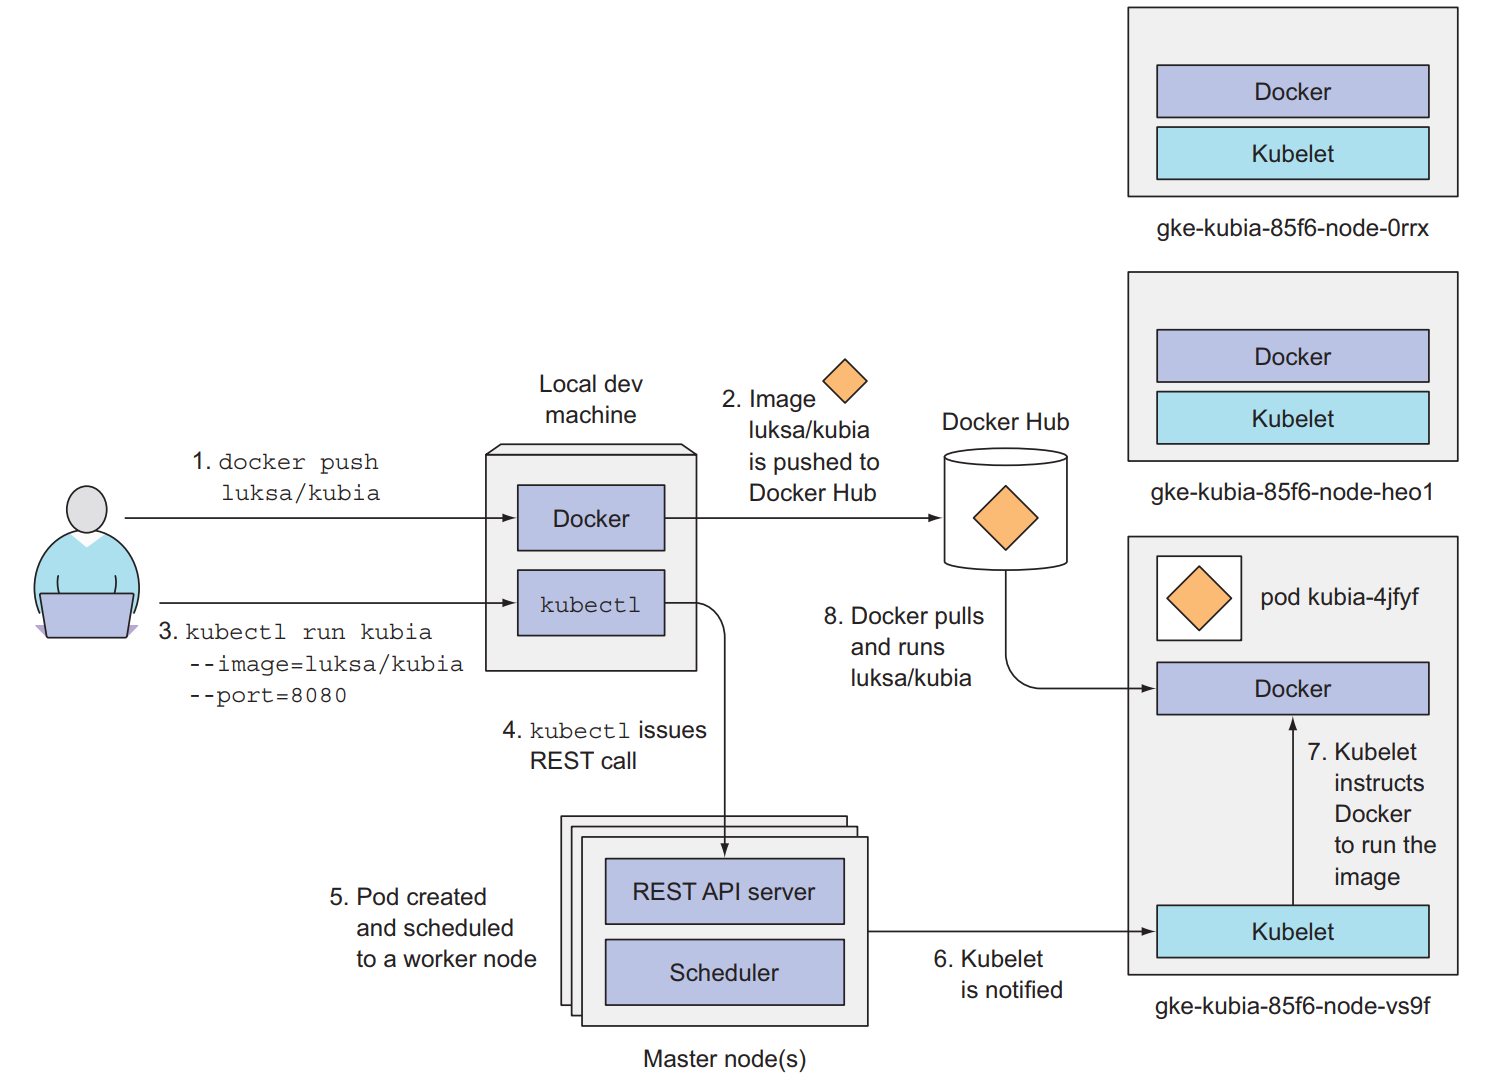 Docker
Kubelet
gke-kubia-85f6-node-0rrx
Docker
Kubelet
gke-kubia-85f6-node-heo1
Local dev
machine
1. docker push
luksa/kubia
Docker
kubectl
2. Image
luksa/kubia
is pushed to
Docker Hub
Docker Hub
3. kubectl run kubia
--image=luksa/kubia
--port=8080
4. kubectl issues
REST call
5. Pod created
and scheduled
to a worker node
REST API server
Scheduler
Master node(s)
6. Kubelet
is notified
8. Docker pulls
and runs
luksa/kubia
pod kubia-4jfyf
Docker
7. Kubelet
instructs
Docker
to run the
image
Kubelet
gke-kubia-85f6-node-vs9f